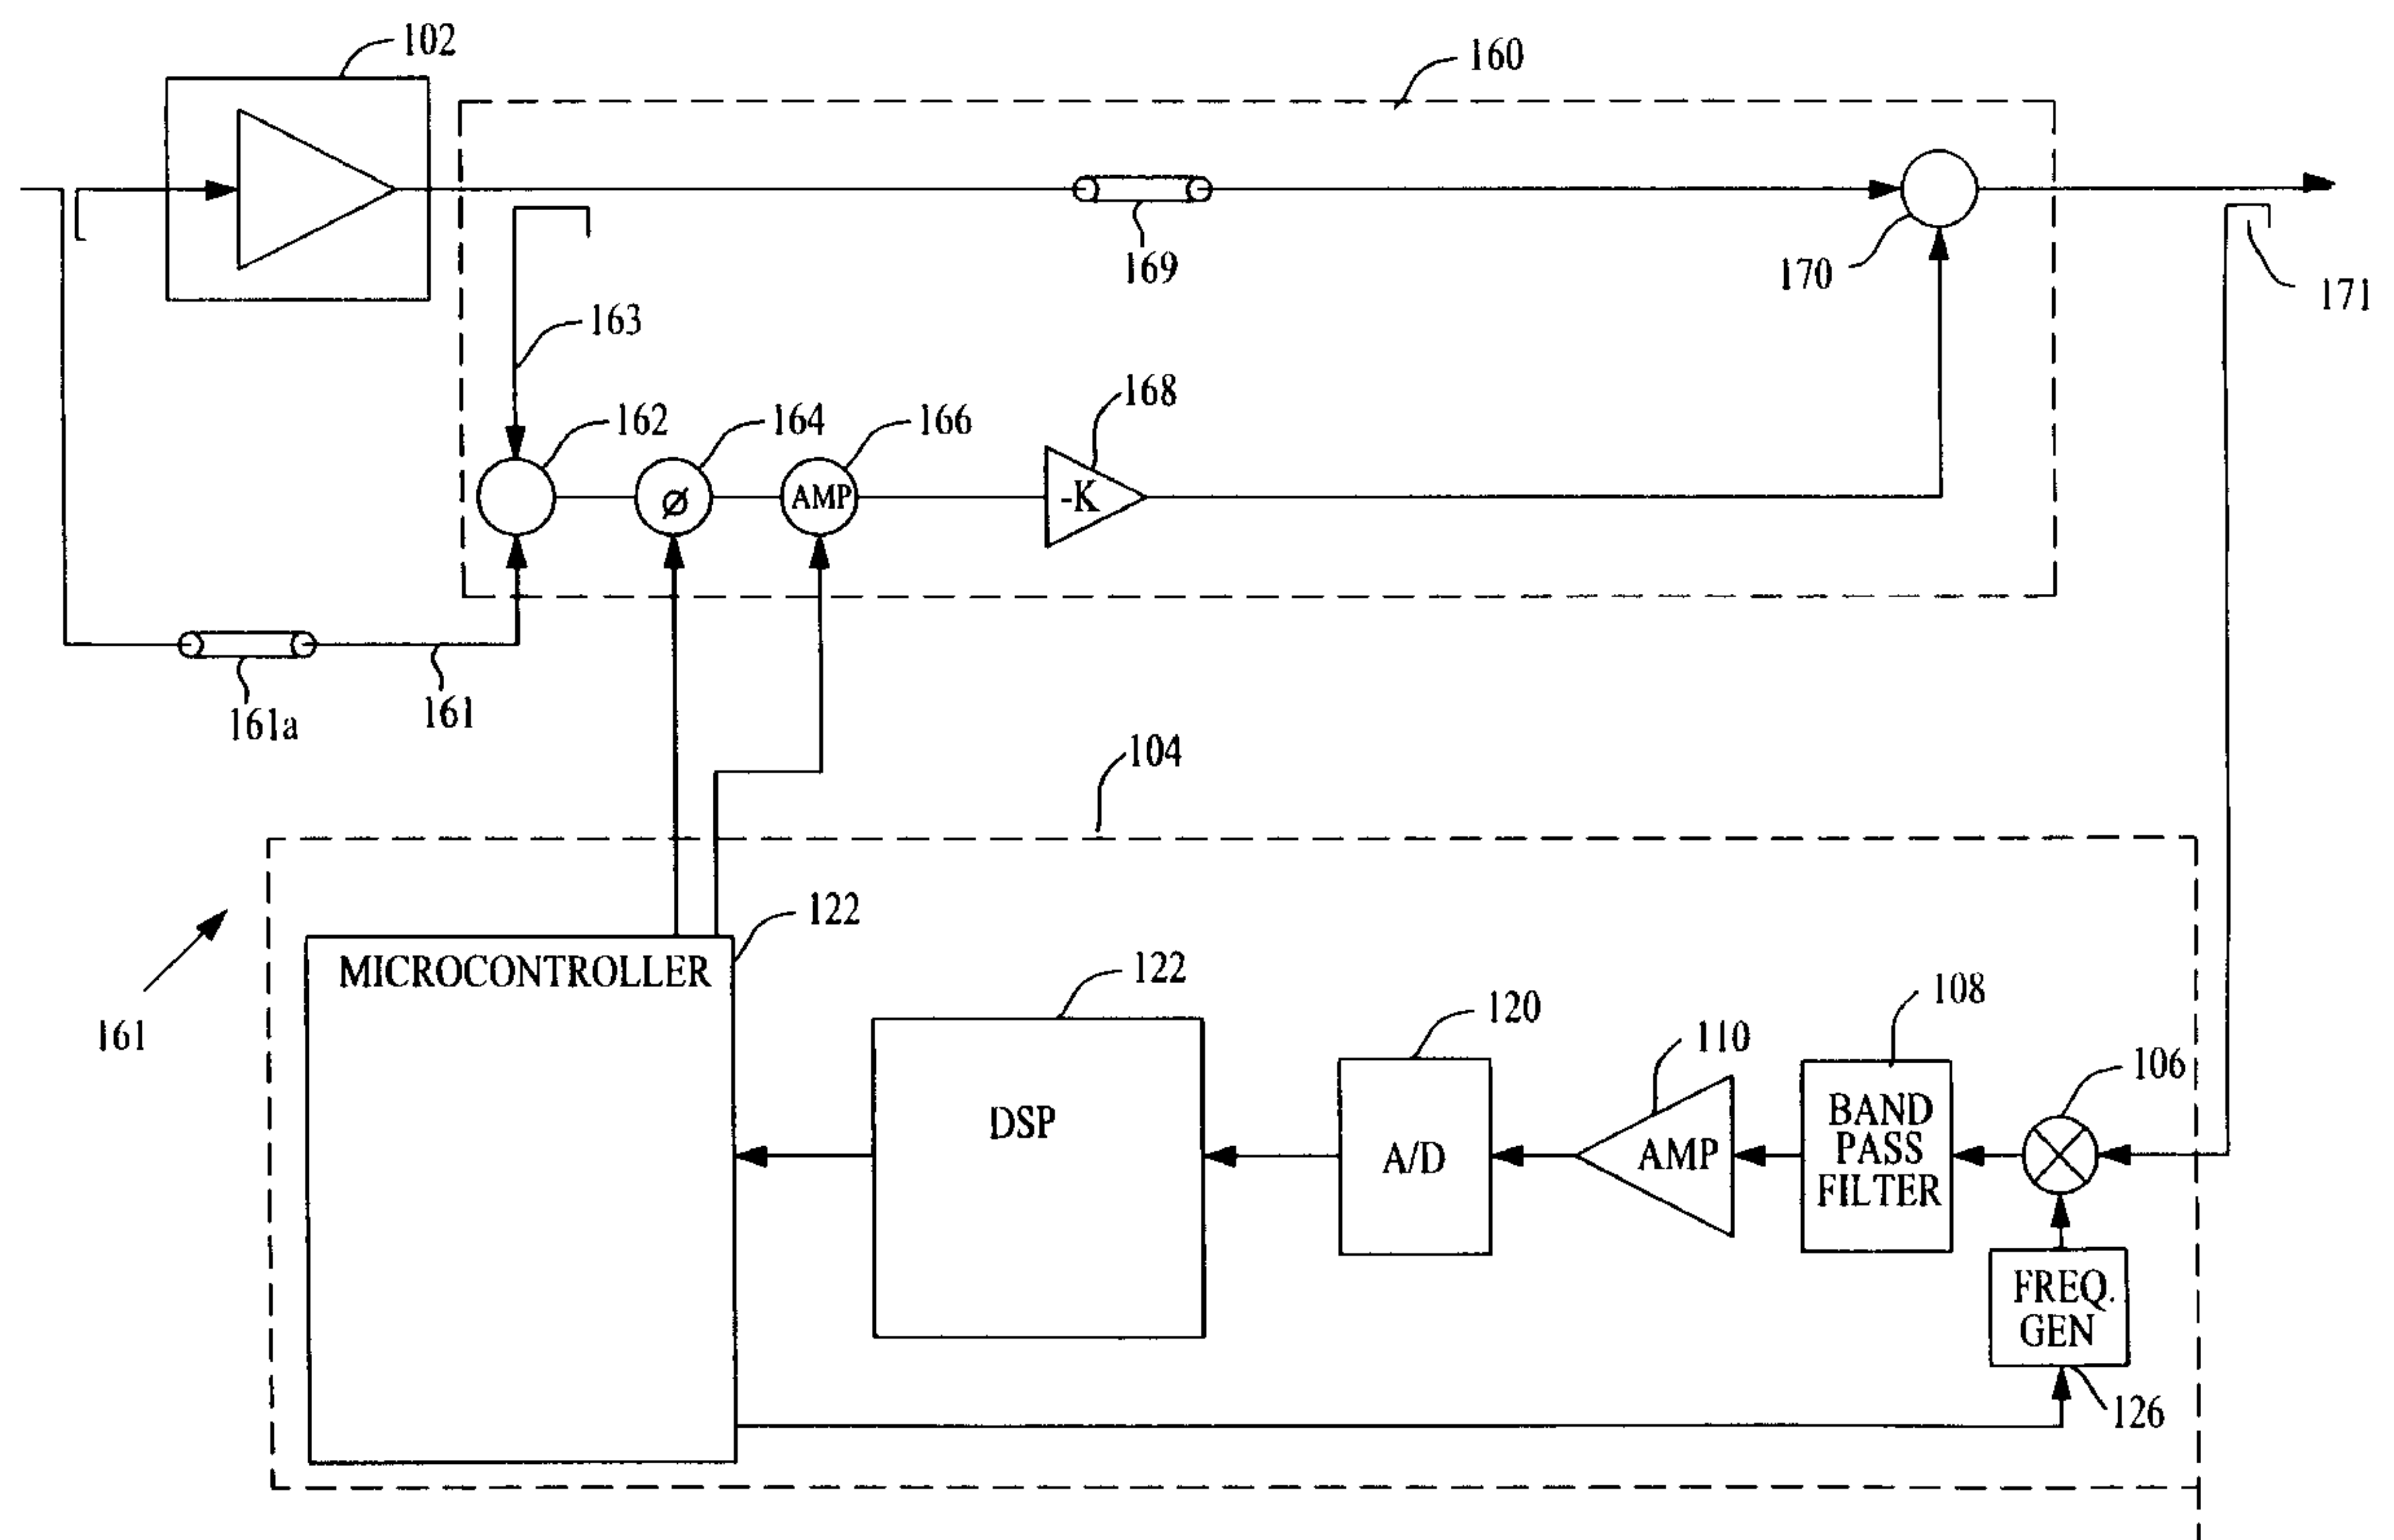 102
160
169
170
171
163
162
164
166
168
ø
AMP
-K
161a
161
104
122
MICROCONTROLLER
161
122
DSP
120
A/D
110
AMP
108
BAND
PASS
FILTER
106
FREQ.
GEN
126